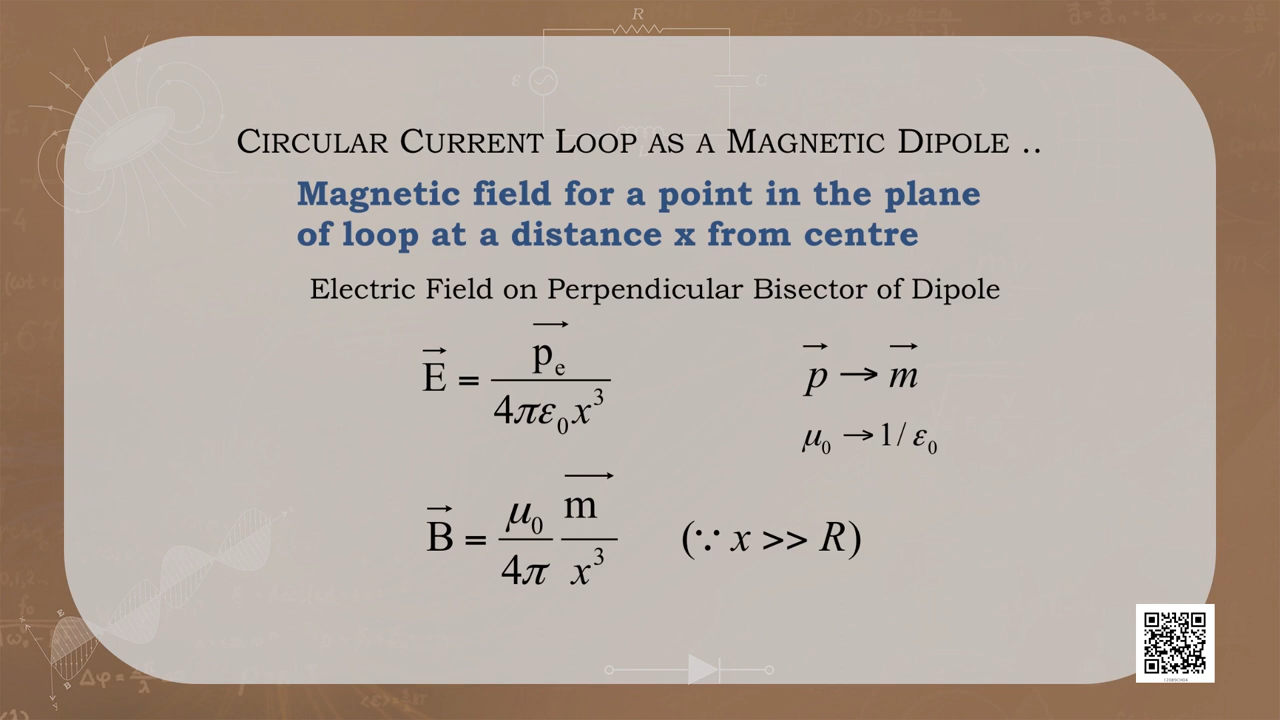 R
ε
C
CIRCULAR CURRENT LOOP AS A MAGNETIC DIPOLE ..
Magnetic field for a point in the plane
of loop at a distance x from centre
Electric Field on Perpendicular Bisector of Dipole
E⃗ = p⃗ₑ / 4πε₀x³
p⃗ → m⃗
μ₀ → 1/ε₀
B⃗ = μ₀/4π m⃗/x³ (∵ x >> R)